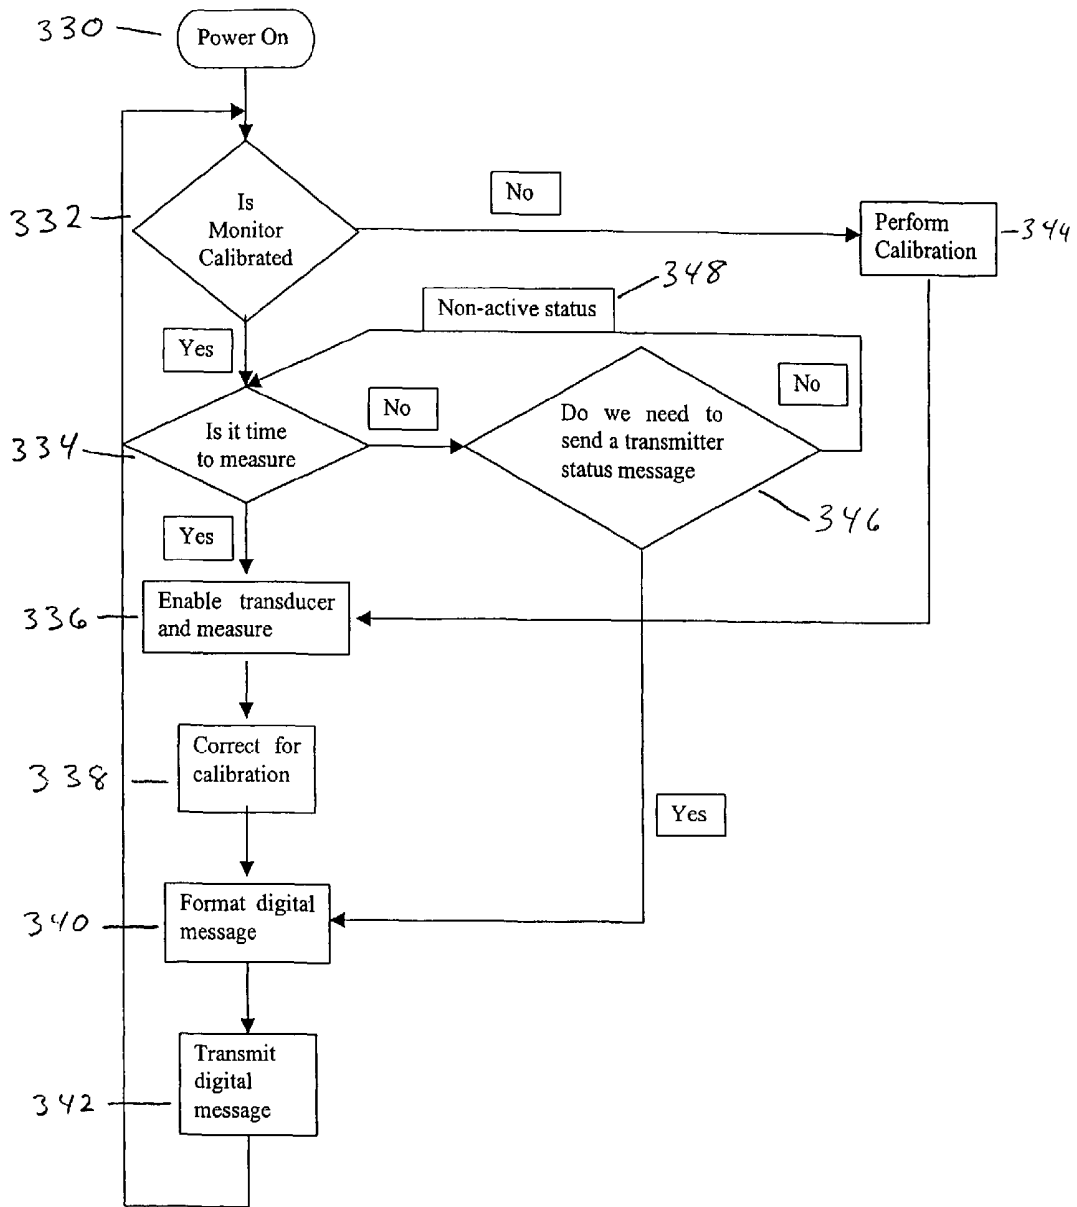 330
Power On
No
Is
Monitor
Calibrated
332
Perform
Calibration
344
348
Non-active status
Yes
No
No
Is it time
to measure
334
Do we need to
send a transmitter
status message
346
Yes
Enable transducer
and measure
336
Correct for
calibration
338
Yes
Format digital
message
340
Transmit
digital
message
342